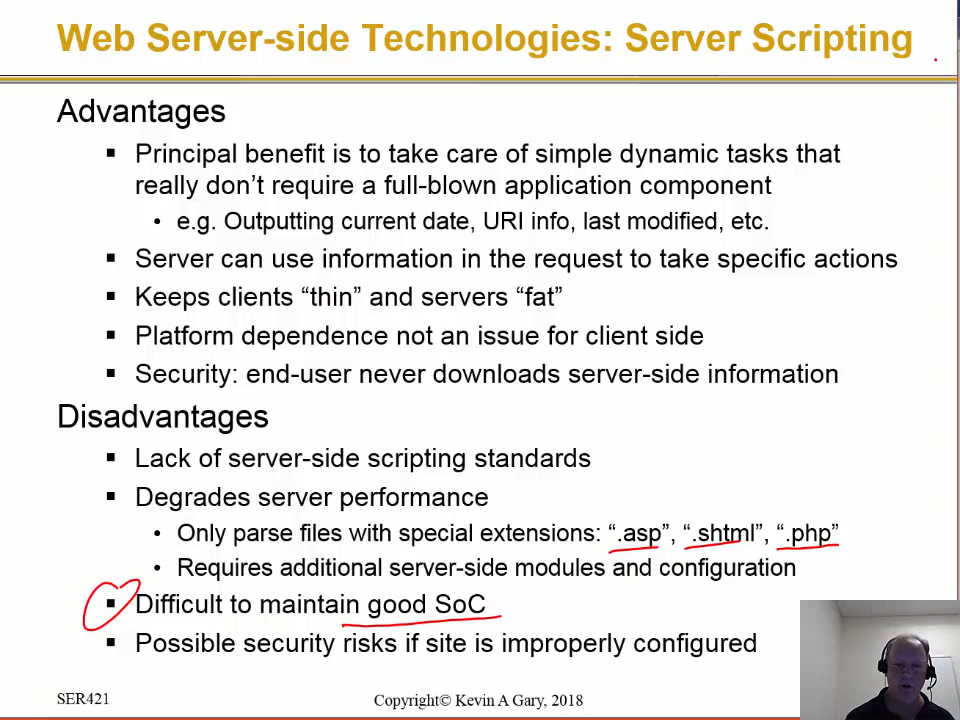 Web Server-side Technologies: Server Scripting
Advantages
▪ Principal benefit is to take care of simple dynamic tasks that
really don’t require a full-blown application component
• e.g. Outputting current date, URI info, last modified, etc.
▪ Server can use information in the request to take specific actions
▪ Keeps clients “thin” and servers “fat”
▪ Platform dependence not an issue for client side
▪ Security: end-user never downloads server-side information
Disadvantages
▪ Lack of server-side scripting standards
▪ Degrades server performance
• Only parse files with special extensions: “.asp”, “.shtml”, “.php”
• Requires additional server-side modules and configuration
▪ Difficult to maintain good SoC
▪ Possible security risks if site is improperly configured
SER421
Copyright© Kevin A Gary, 2018